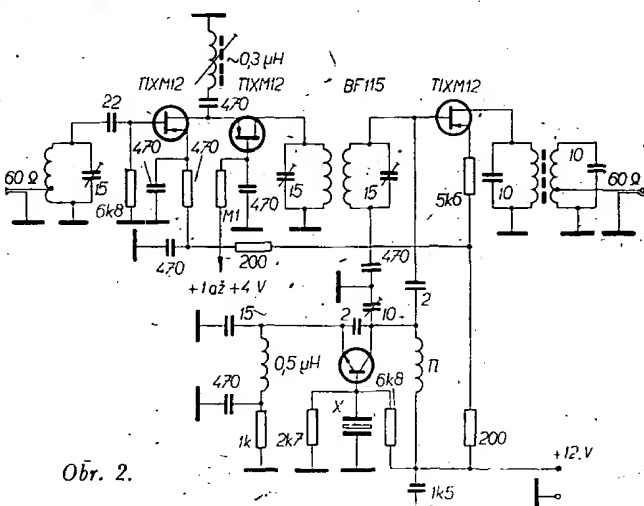 ~0,3 µH
TIXM12
TIXM12
BF115
TIXM12
22
470
470
470
60 Ω
15
6k8
M1
470
15
15
5k6
10
10
60 Ω
470
200
470
+1 až +4 V
2
15
2
10
0,5 µH
6k8
Π
470
X
1k
2k7
200
+12 V
1k5
Obr. 2.